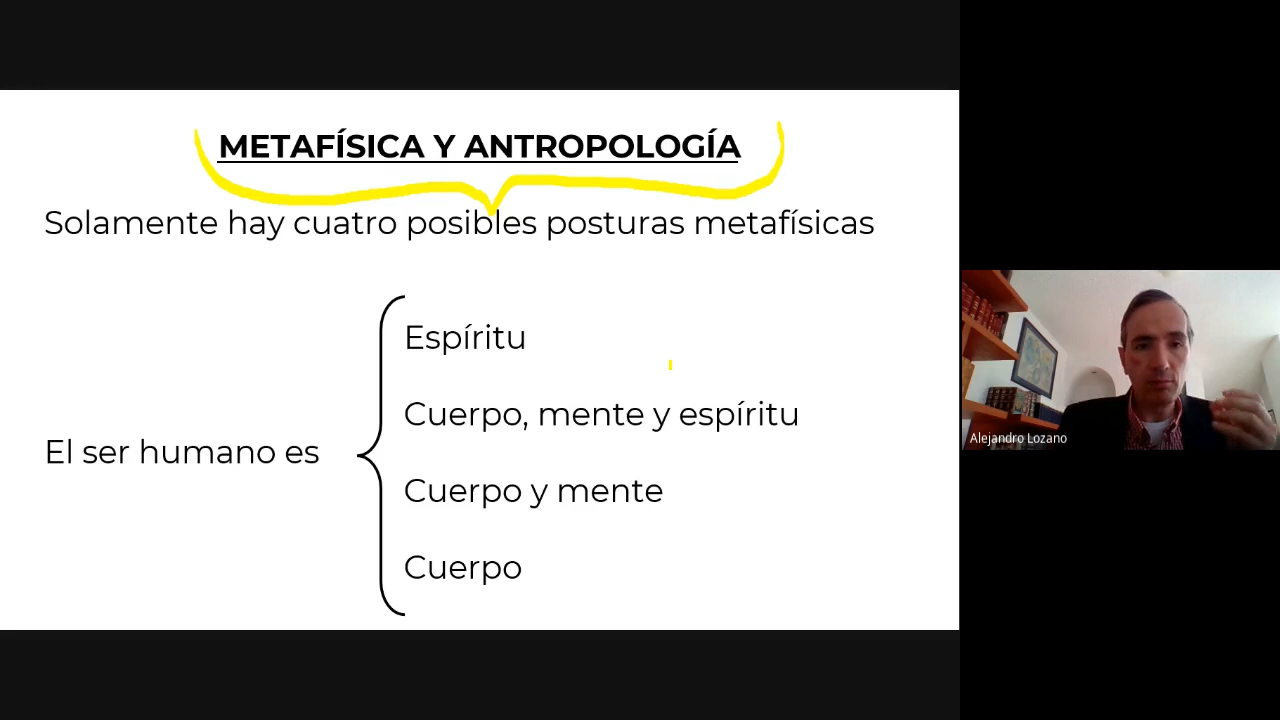 METAFÍSICA Y ANTROPOLOGÍA
Solamente hay cuatro posibles posturas metafísicas
El ser humano es
Espíritu
Cuerpo, mente y espíritu
Cuerpo y mente
Cuerpo
Alejandro Lozano